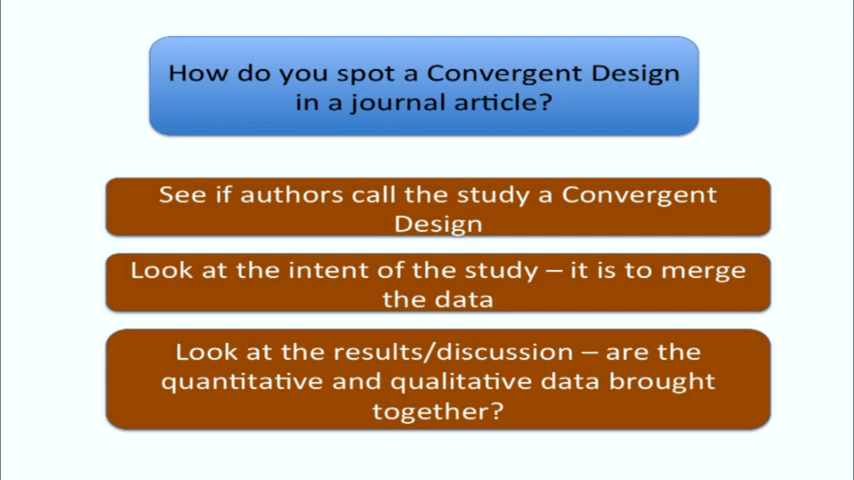 How do you spot a Convergent Design
in a journal article?
See if authors call the study a Convergent
Design
Look at the intent of the study – it is to merge
the data
Look at the results/discussion – are the
quantitative and qualitative data brought
together?